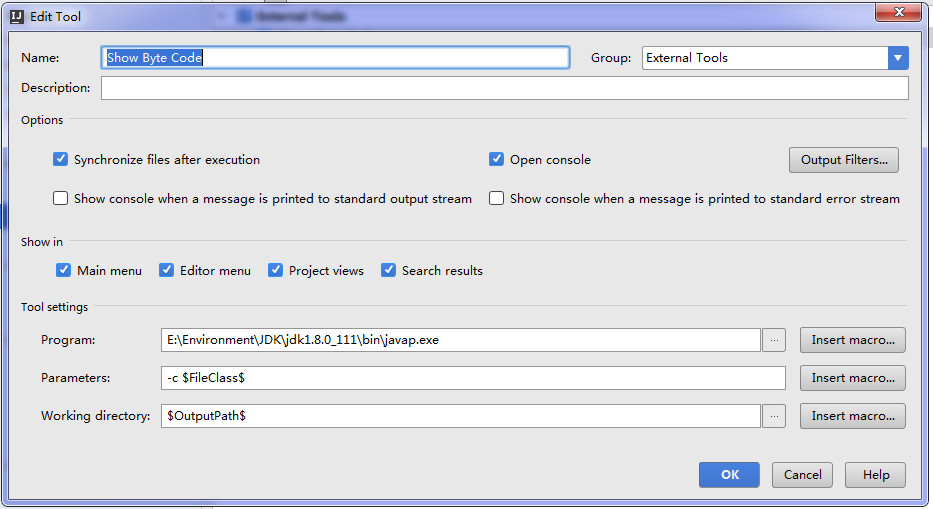 External Tools
IJ Edit Tool
Name: Show Byte Code Group: External Tools
Description:
Options
Synchronize files after execution Open console Output Filters...
Show console when a message is printed to standard output stream Show console when a message is printed to standard error stream
Show in
Main menu Editor menu Project views Search results
Tool settings
Program: E:\Environment\JDK\jdk1.8.0_111\bin\javap.exe ... Insert macro...
Parameters: -c $FileClass$ Insert macro...
Working directory: $OutputPath$ ... Insert macro...
OK Cancel Help